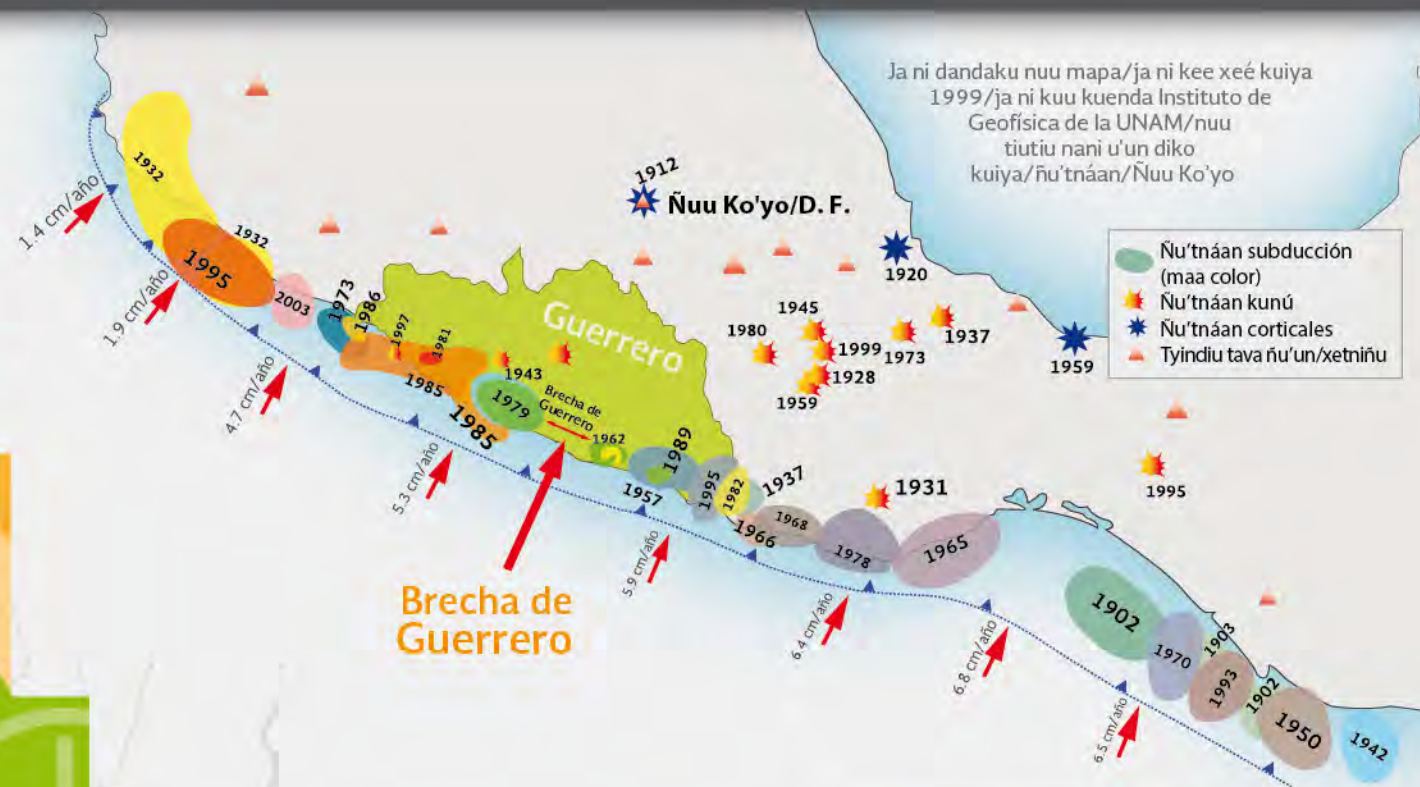 Ja ni dandaku nuu mapa/ja ni kee xeé kuiya
1999/ja ni kuu kuenda Instituto de
Geofísica de la UNAM/nuu
tiutiu nani u'un diko
kuiya/ñu'tnáan/Ñuu Ko'yo
1912
Ñuu Ko'yo/D. F.
1920
1959
Ñu'tnáan subducción
(maa color)
Ñu'tnáan kunú
Ñu'tnáan corticales
Tyindiu tava ñu'un/xetniñu
1932
1932
1995
2003
1973
1986
1997
1981
1985
1985
1943
1979
Guerrero
Brecha de
Guerrero
1962
1957
1989
1995
1982
1937
1966
1968
1978
1931
1965
1945
1980
1999
1973
1937
1928
1959
1995
1902
1970
1903
1993
1902
1950
1942
Brecha de
Guerrero
1.4 cm/año
1.9 cm/año
4.7 cm/año
5.3 cm/año
5.9 cm/año
6.4 cm/año
6.8 cm/año
6.5 cm/año